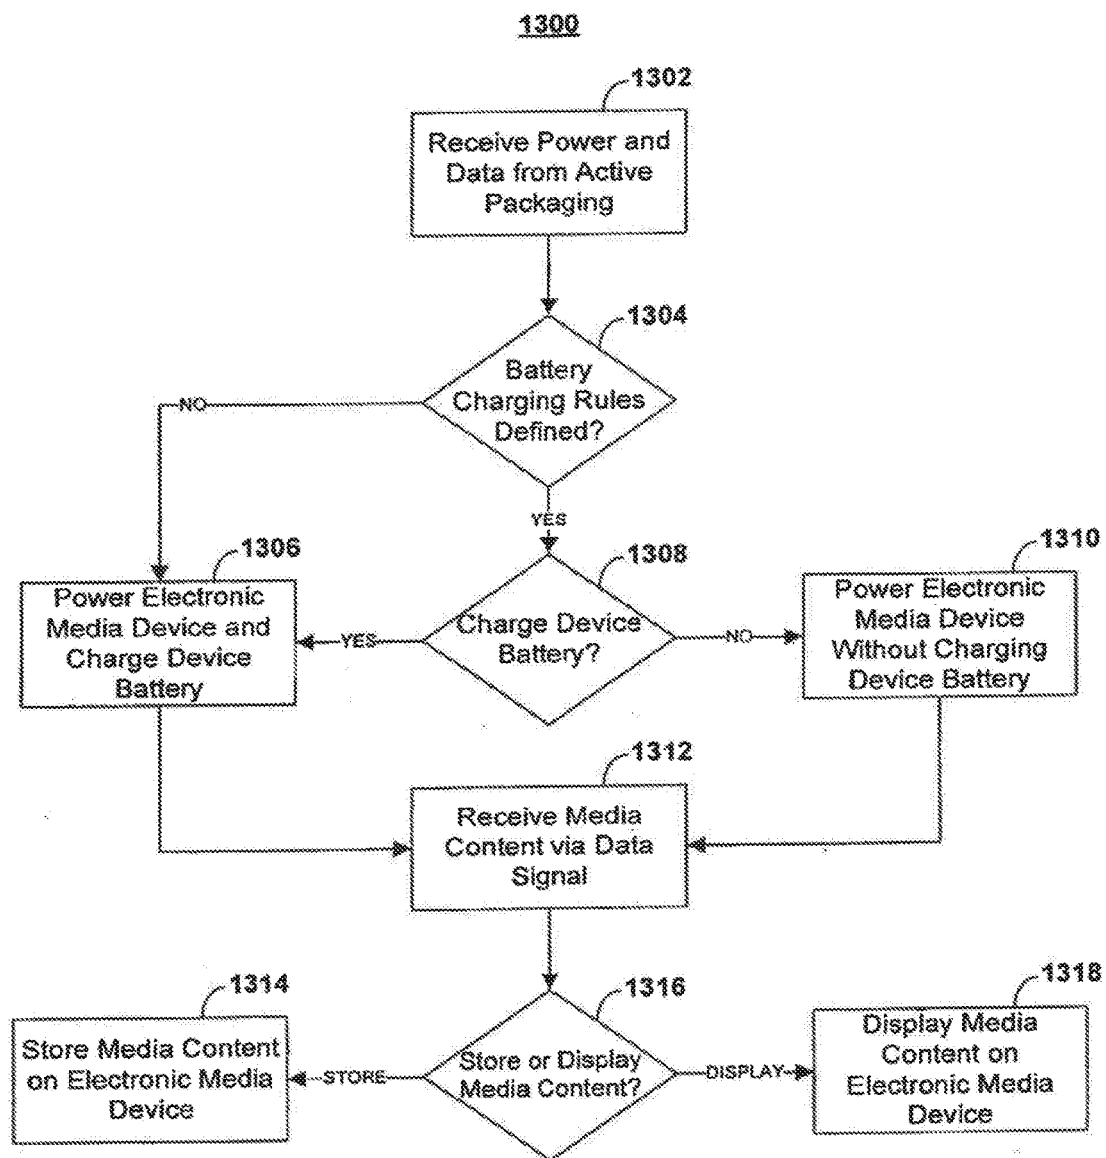 1300
1302
Receive Power and
Data from Active
Packaging
1304
Battery
Charging Rules
Defined?
NO
YES
1306
Power Electronic
Media Device and
Charge Device
Battery
1308
Charge Device
Battery?
YES
NO
1310
Power Electronic
Media Device
Without Charging
Device Battery
1312
Receive Media
Content via Data
Signal
1314
Store Media Content
on Electronic Media
Device
1316
Store or Display
Media Content?
STORE
DISPLAY
1318
Display Media
Content on
Electronic Media
Device